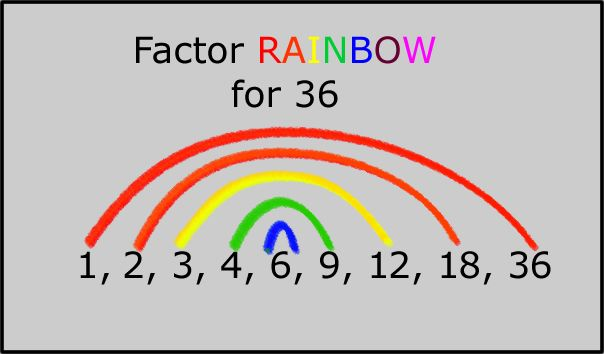 Factor RAINBOW
for 36
1, 2, 3, 4, 6, 9, 12, 18, 36